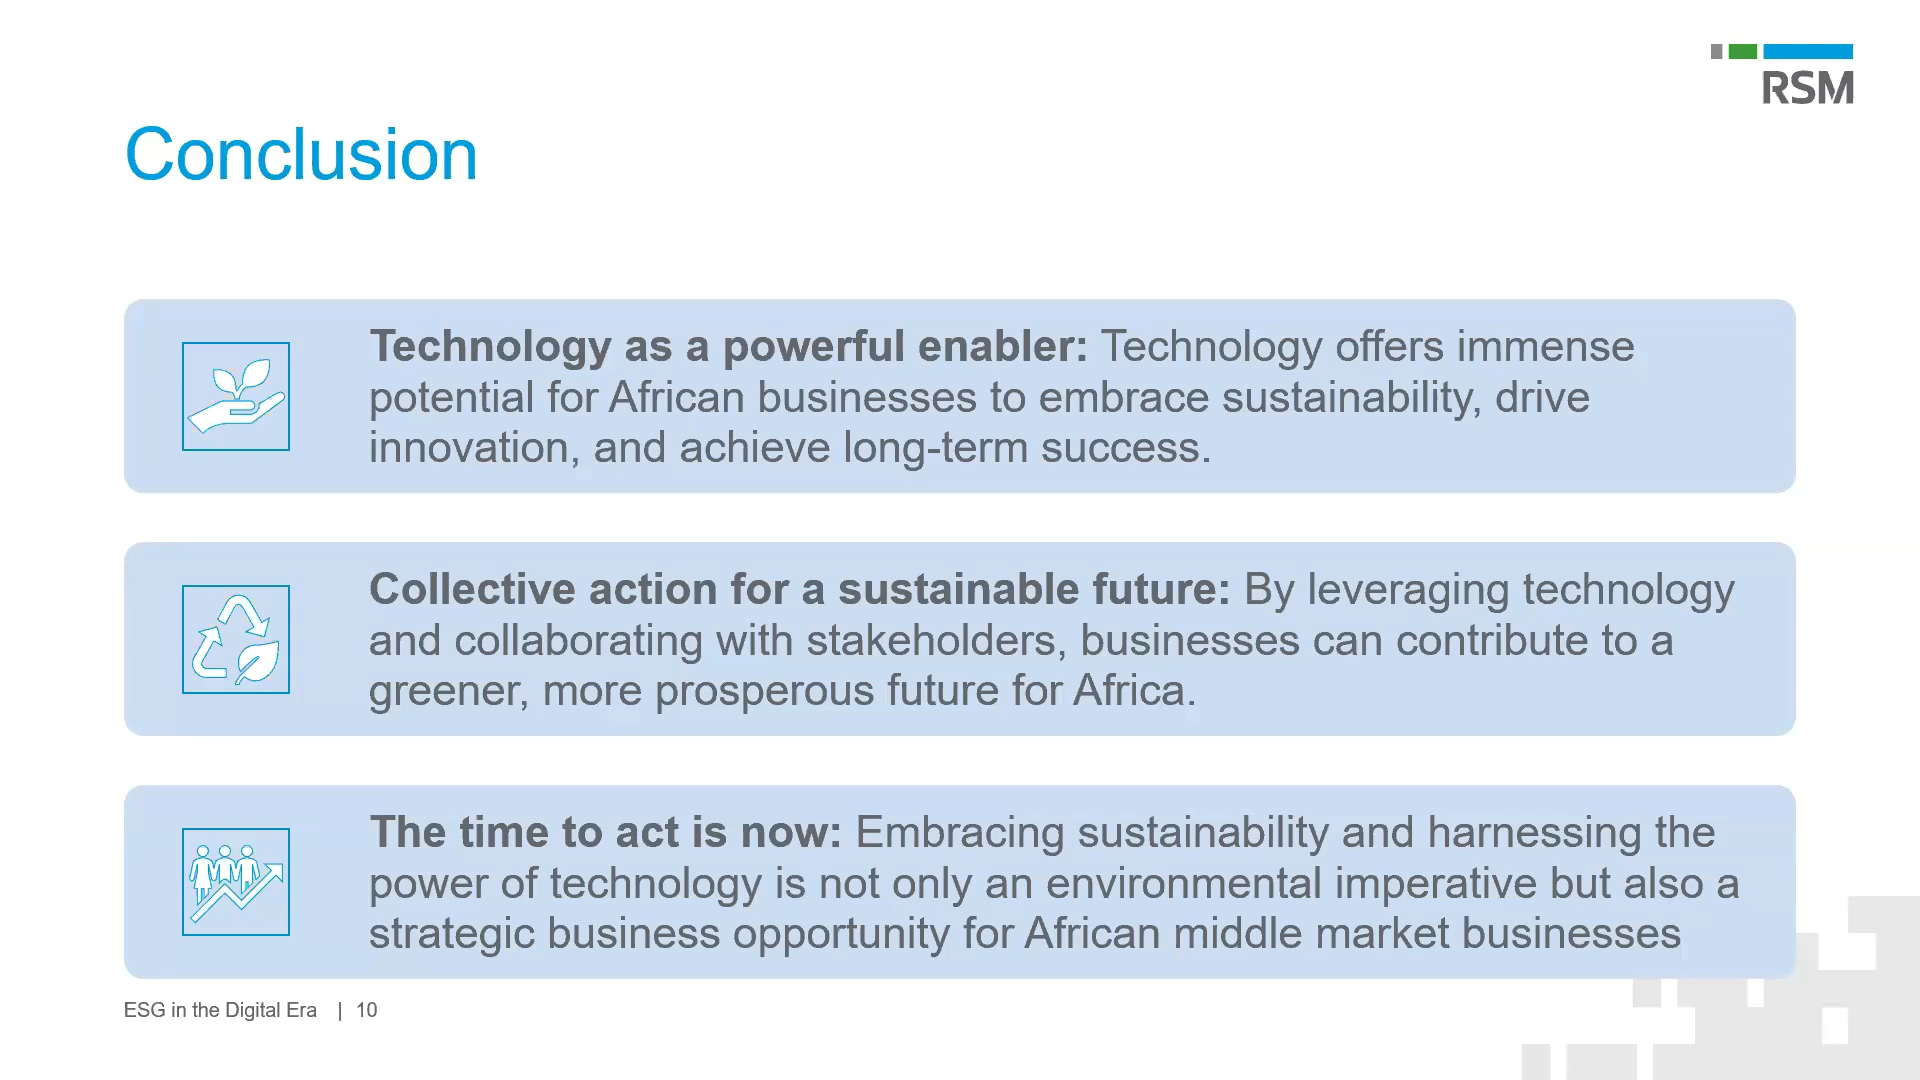 RSM
Conclusion
Technology as a powerful enabler: Technology offers immense
potential for African businesses to embrace sustainability, drive
innovation, and achieve long-term success.
Collective action for a sustainable future: By leveraging technology
and collaborating with stakeholders, businesses can contribute to a
greener, more prosperous future for Africa.
The time to act is now: Embracing sustainability and harnessing the
power of technology is not only an environmental imperative but also a
strategic business opportunity for African middle market businesses
ESG in the Digital Era | 10